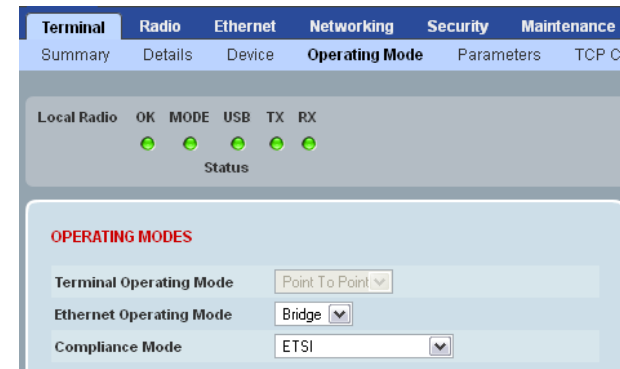 Terminal Radio Ethernet Networking Security Maintenance
Summary Details Device Operating Mode Parameters TCP C
Local Radio OK MODE USB TX RX
Status
OPERATING MODES
Terminal Operating Mode Point To Point
Ethernet Operating Mode Bridge
Compliance Mode ETSI